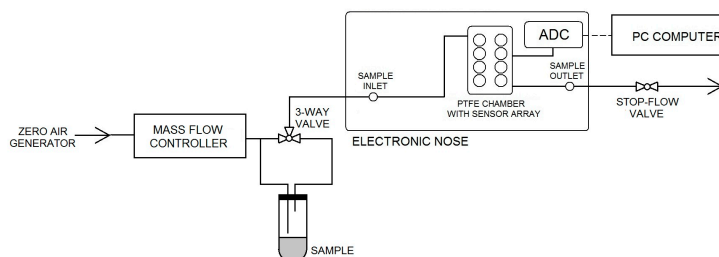 ZERO AIR
GENERATOR
MASS FLOW
CONTROLLER
3-WAY
VALVE
SAMPLE
SAMPLE
INLET
PTFE CHAMBER
WITH SENSOR ARRAY
ADC
SAMPLE
OUTLET
ELECTRONIC NOSE
PC COMPUTER
STOP-FLOW
VALVE